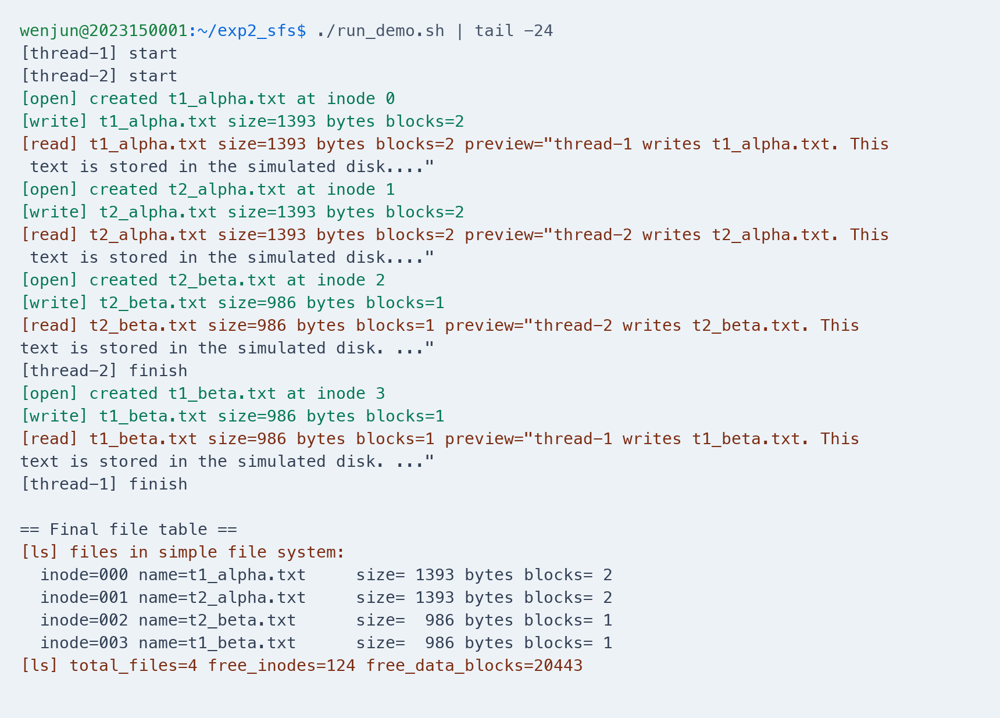 wenjun@2023150001:~/exp2_sfs$ ./run_demo.sh | tail -24
[thread-1] start
[thread-2] start
[open] created t1_alpha.txt at inode 0
[write] t1_alpha.txt size=1393 bytes blocks=2
[read] t1_alpha.txt size=1393 bytes blocks=2 preview="thread-1 writes t1_alpha.txt. This
 text is stored in the simulated disk...."
[open] created t2_alpha.txt at inode 1
[write] t2_alpha.txt size=1393 bytes blocks=2
[read] t2_alpha.txt size=1393 bytes blocks=2 preview="thread-2 writes t2_alpha.txt. This
 text is stored in the simulated disk...."
[open] created t2_beta.txt at inode 2
[write] t2_beta.txt size=986 bytes blocks=1
[read] t2_beta.txt size=986 bytes blocks=1 preview="thread-2 writes t2_beta.txt. This
text is stored in the simulated disk. ..."
[thread-2] finish
[open] created t1_beta.txt at inode 3
[write] t1_beta.txt size=986 bytes blocks=1
[read] t1_beta.txt size=986 bytes blocks=1 preview="thread-1 writes t1_beta.txt. This
text is stored in the simulated disk. ..."
[thread-1] finish

== Final file table ==
[ls] files in simple file system:
  inode=000 name=t1_alpha.txt     size= 1393 bytes blocks= 2
  inode=001 name=t2_alpha.txt     size= 1393 bytes blocks= 2
  inode=002 name=t2_beta.txt      size=  986 bytes blocks= 1
  inode=003 name=t1_beta.txt      size=  986 bytes blocks= 1
[ls] total_files=4 free_inodes=124 free_data_blocks=20443